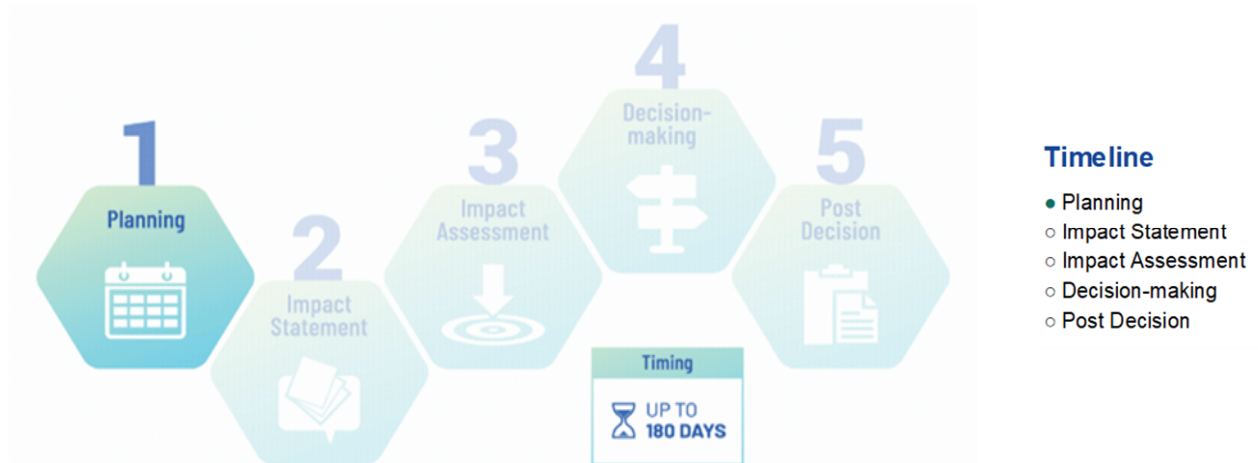 1
Planning
2
Impact
Statement
3
Impact
Assessment
4
Decision-
making
5
Post
Decision
Timing
UP TO
180 DAYS
Timeline
Planning
Impact Statement
Impact Assessment
Decision-making
Post Decision